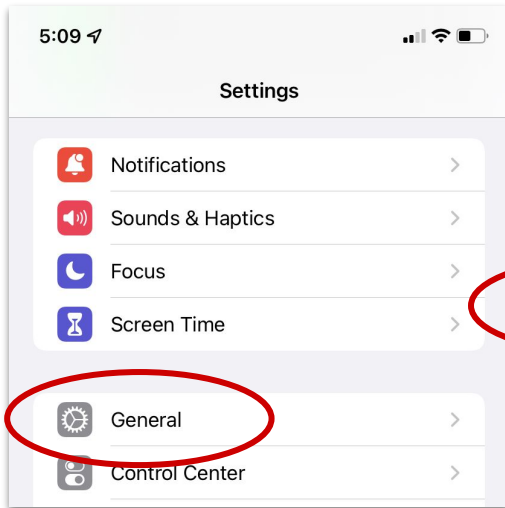 5:09
Settings
Notifications
Sounds & Haptics
Focus
Screen Time
General
Control Center